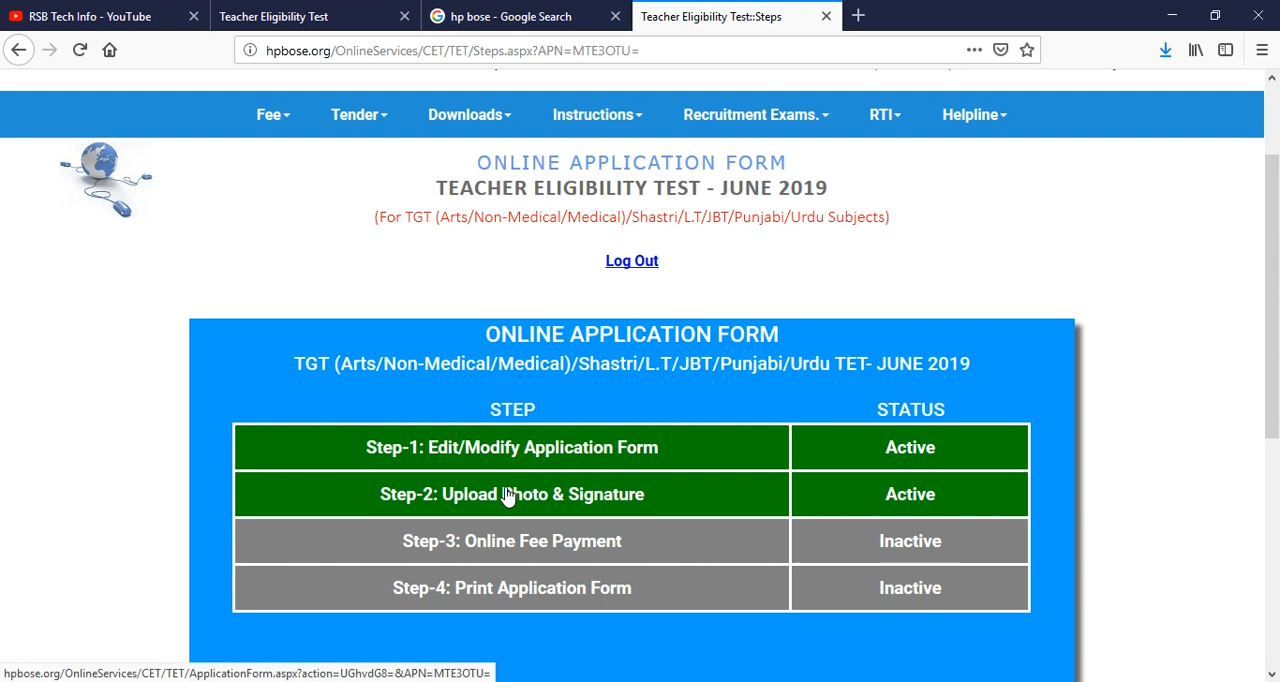 RSB Tech Info - YouTube
Teacher Eligibility Test
hp bose - Google Search
Teacher Eligibility Test::Steps
hpbose.org/OnlineServices/CET/TET/Steps.aspx?APN=MTE3OTU=
Fee
Tender
Downloads
Instructions
Recruitment Exams.
RTI
Helpline
ONLINE APPLICATION FORM
TEACHER ELIGIBILITY TEST - JUNE 2019
(For TGT (Arts/Non-Medical/Medical)/Shastri/L.T/JBT/Punjabi/Urdu Subjects)
Log Out
ONLINE APPLICATION FORM
TGT (Arts/Non-Medical/Medical)/Shastri/L.T/JBT/Punjabi/Urdu TET- JUNE 2019
STEP STATUS
Step-1: Edit/Modify Application Form Active
Step-2: Upload Photo & Signature Active
Step-3: Online Fee Payment Inactive
Step-4: Print Application Form Inactive
hpbose.org/OnlineServices/CET/TET/ApplicationForm.aspx?action=UGhvdG8=&APN=MTE3OTU=